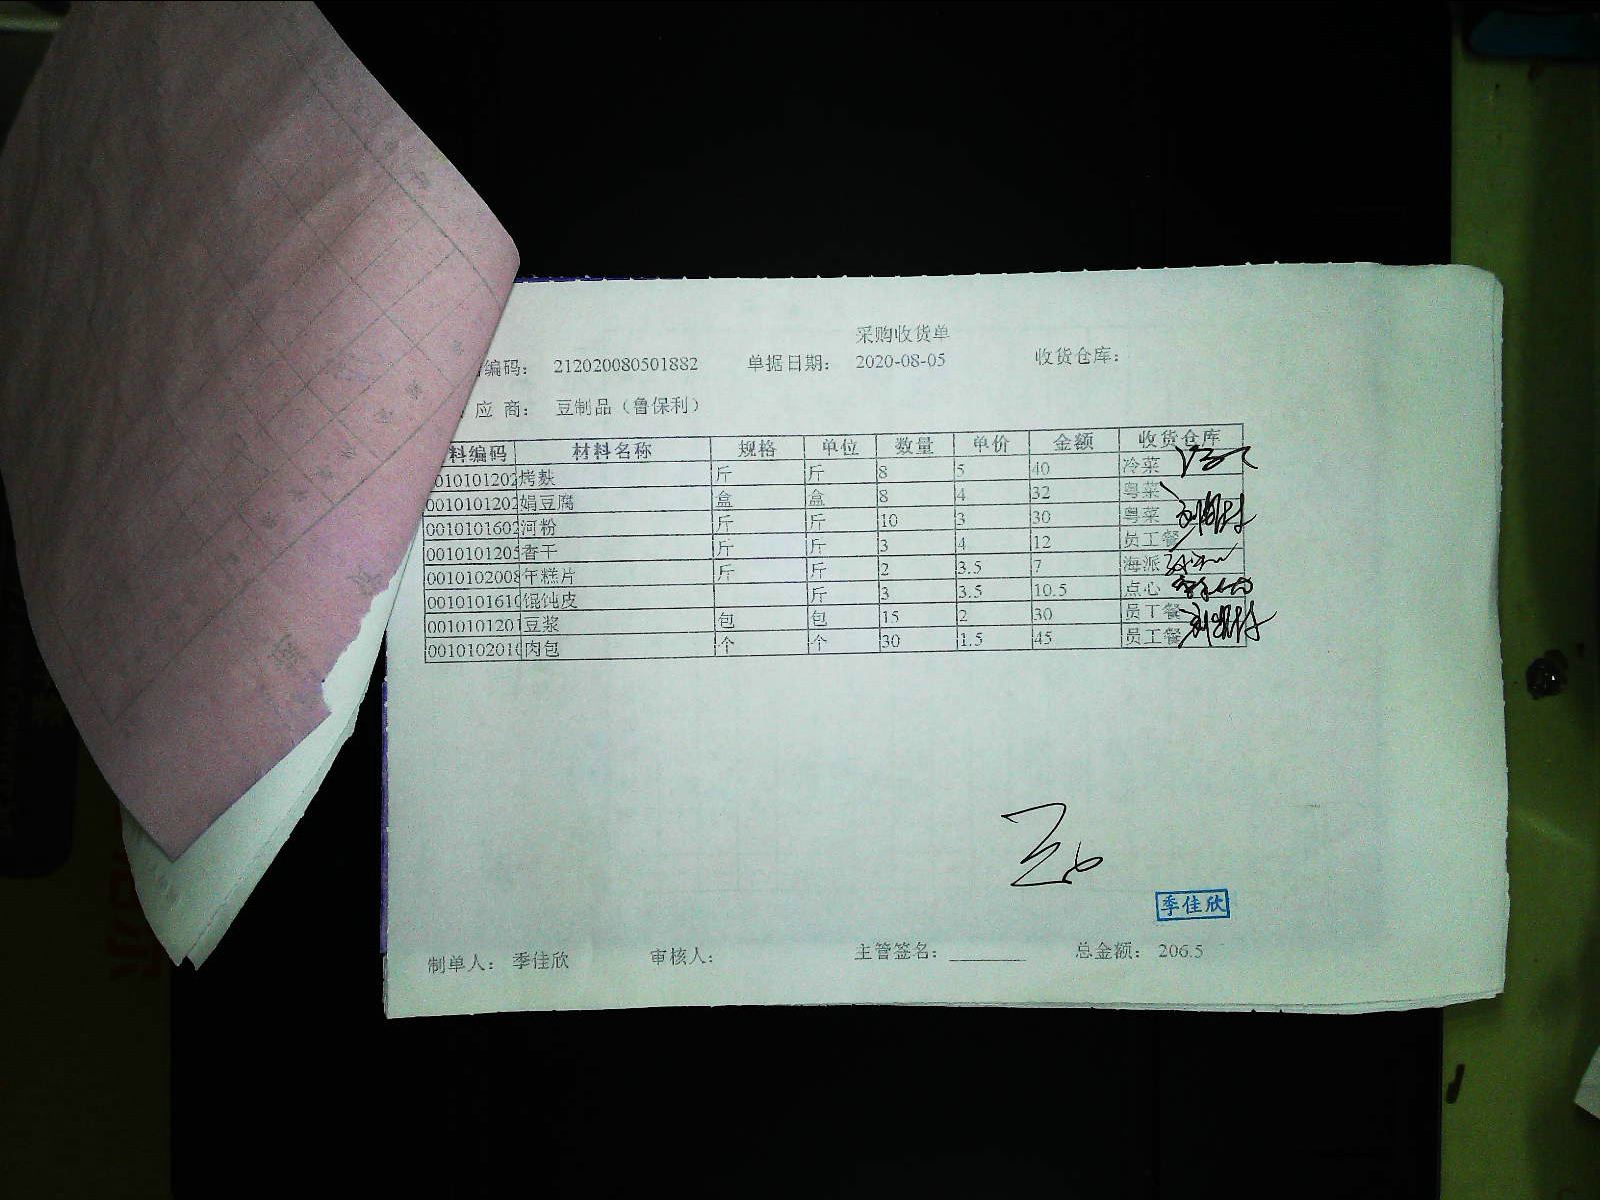 采购收货单
编码: 212020080501882 单据日期: 2020-08-05 收货仓库:
应 商: 豆制品（鲁保利）
料编码 材料名称 规格 单位 数量 单价 金额 收货仓库
0010101202 烤麸 斤 斤 8 5 40 冷菜
0010101202 娟豆腐 盒 盒 8 4 32 粤菜
0010101602 河粉 斤 斤 10 3 30 粤菜
0010101205 香干 斤 斤 3 4 12 员工餐
0010102008 年糕片 斤 斤 2 3.5 7 海派
0010101610 馄饨皮 斤 3 3.5 10.5 点心
0010101201 豆浆 包 包 15 2 30 员工餐
0010102010 肉包 个 个 30 1.5 45 员工餐
季佳欣
制单人: 季佳欣 审核人: 主管签名: 总金额: 206.5